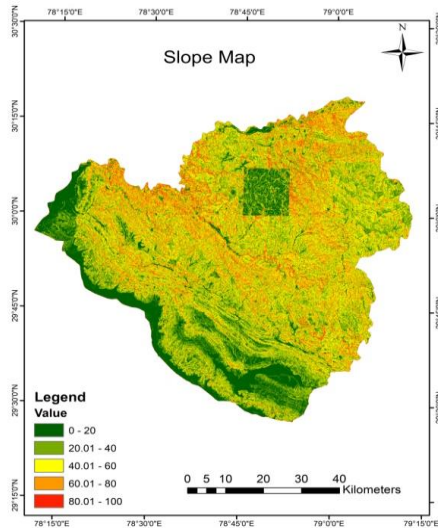 78°15'0"E 78°30'0"E 78°45'0"E 79°0'0"E
30°30'0"N
Slope Map
N
30°15'0"N
30°0'0"N
29°45'0"N
29°30'0"N
29°15'0"N
Legend
Value
0 - 20
20.01 - 40
40.01 - 60
60.01 - 80
80.01 - 100
0 5 10 20 30 40
Kilometers
78°15'0"E 78°30'0"E 78°45'0"E 79°0'0"E 79°15'0"E